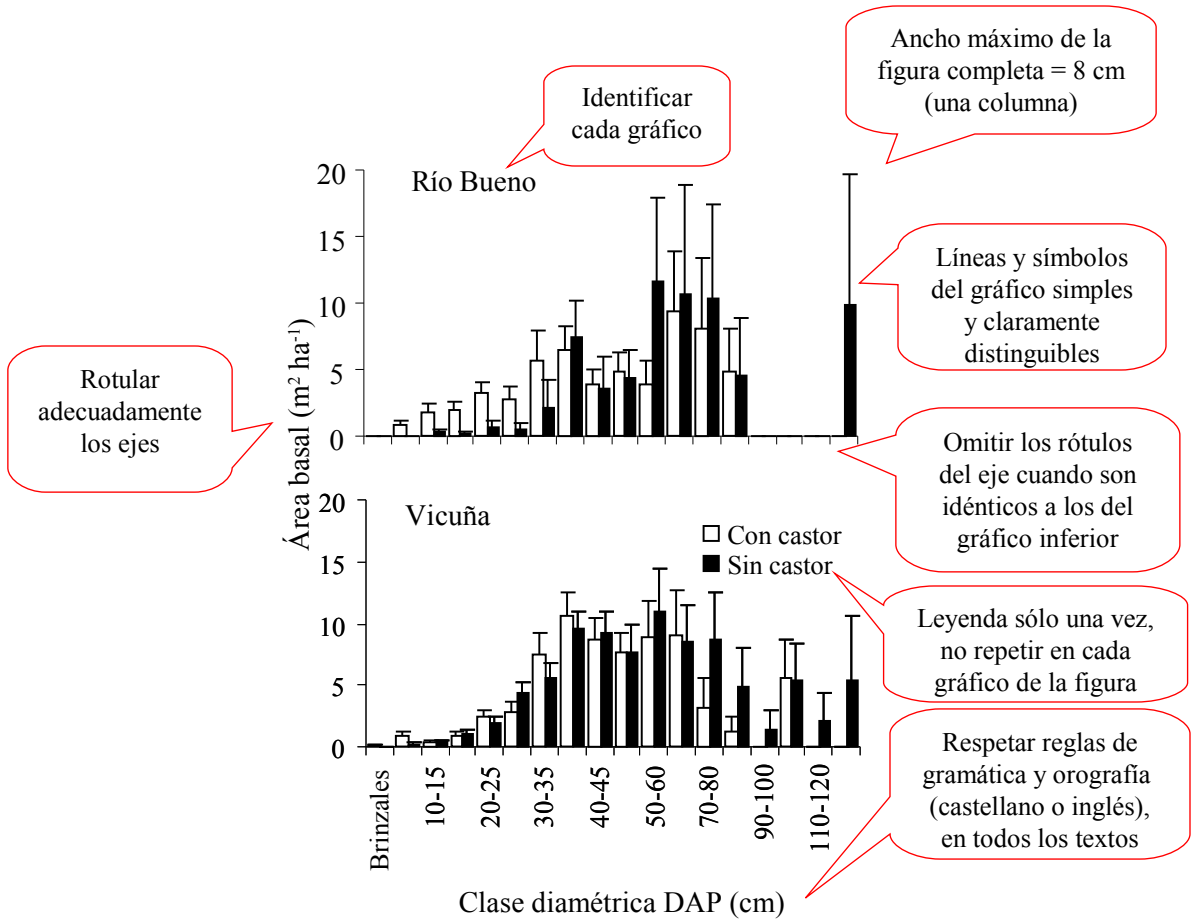 Ancho máximo de la
figura completa = 8 cm
(una columna)
Identificar
cada gráfico
Río Bueno
20
15
10
5
0
Líneas y símbolos
del gráfico simples
y claramente
distinguibles
Rotular
adecuadamente
los ejes
Área basal (m² ha⁻¹)
Omitir los rótulos
del eje cuando son
idénticos a los del
gráfico inferior
Vicuña
20
15
10
5
0
Con castor
Sin castor
Leyenda sólo una vez,
no repetir en cada
gráfico de la figura
Respetar reglas de
gramática y orografía
(castellano o inglés),
en todos los textos
Brinzales
10-15
20-25
30-35
40-45
50-60
70-80
90-100
110-120
Clase diamétrica DAP (cm)